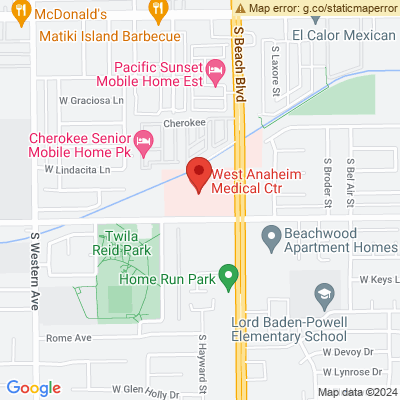 Map error: g.co/staticmaperror
McDonald's
Matiki Island Barbecue
El Calor Mexican
S Beach Blvd
S Laxore St
Pacific Sunset
Mobile Home Est
W Graciosa Ln
Cherokee
Cherokee Senior
Mobile Home Pk
W Lindacita Ln
West Anaheim
Medical Ctr
S Broder St
S Bel Air St
S Western Ave
Twila
Reid Park
Beachwood
Apartment Homes
Home Run Park
W Keys L
Lord Baden-Powell
Elementary School
Rome Ave
S Hayward St
W Devoy Dr
W Lynrose Dr
W Glen Holly Dr
Google
Map data ©2024